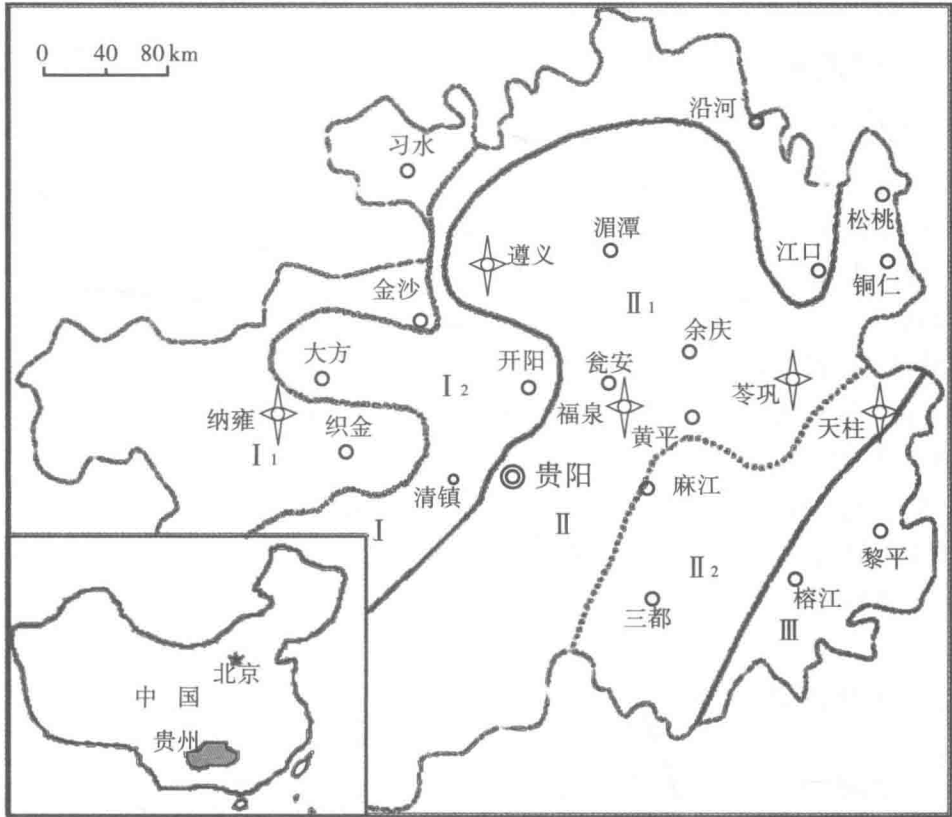 0 40 80 km
沿河
习水
松桃
湄潭
江口
遵义
铜仁
金沙
Ⅱ1
余庆
大方
开阳
瓮安
Ⅰ2
岑巩
纳雍
福泉
天柱
织金
黄平
Ⅰ1
贵阳
清镇
麻江
Ⅰ
Ⅱ
黎平
Ⅱ2
榕江
三都
Ⅲ
北京
中 国
贵州